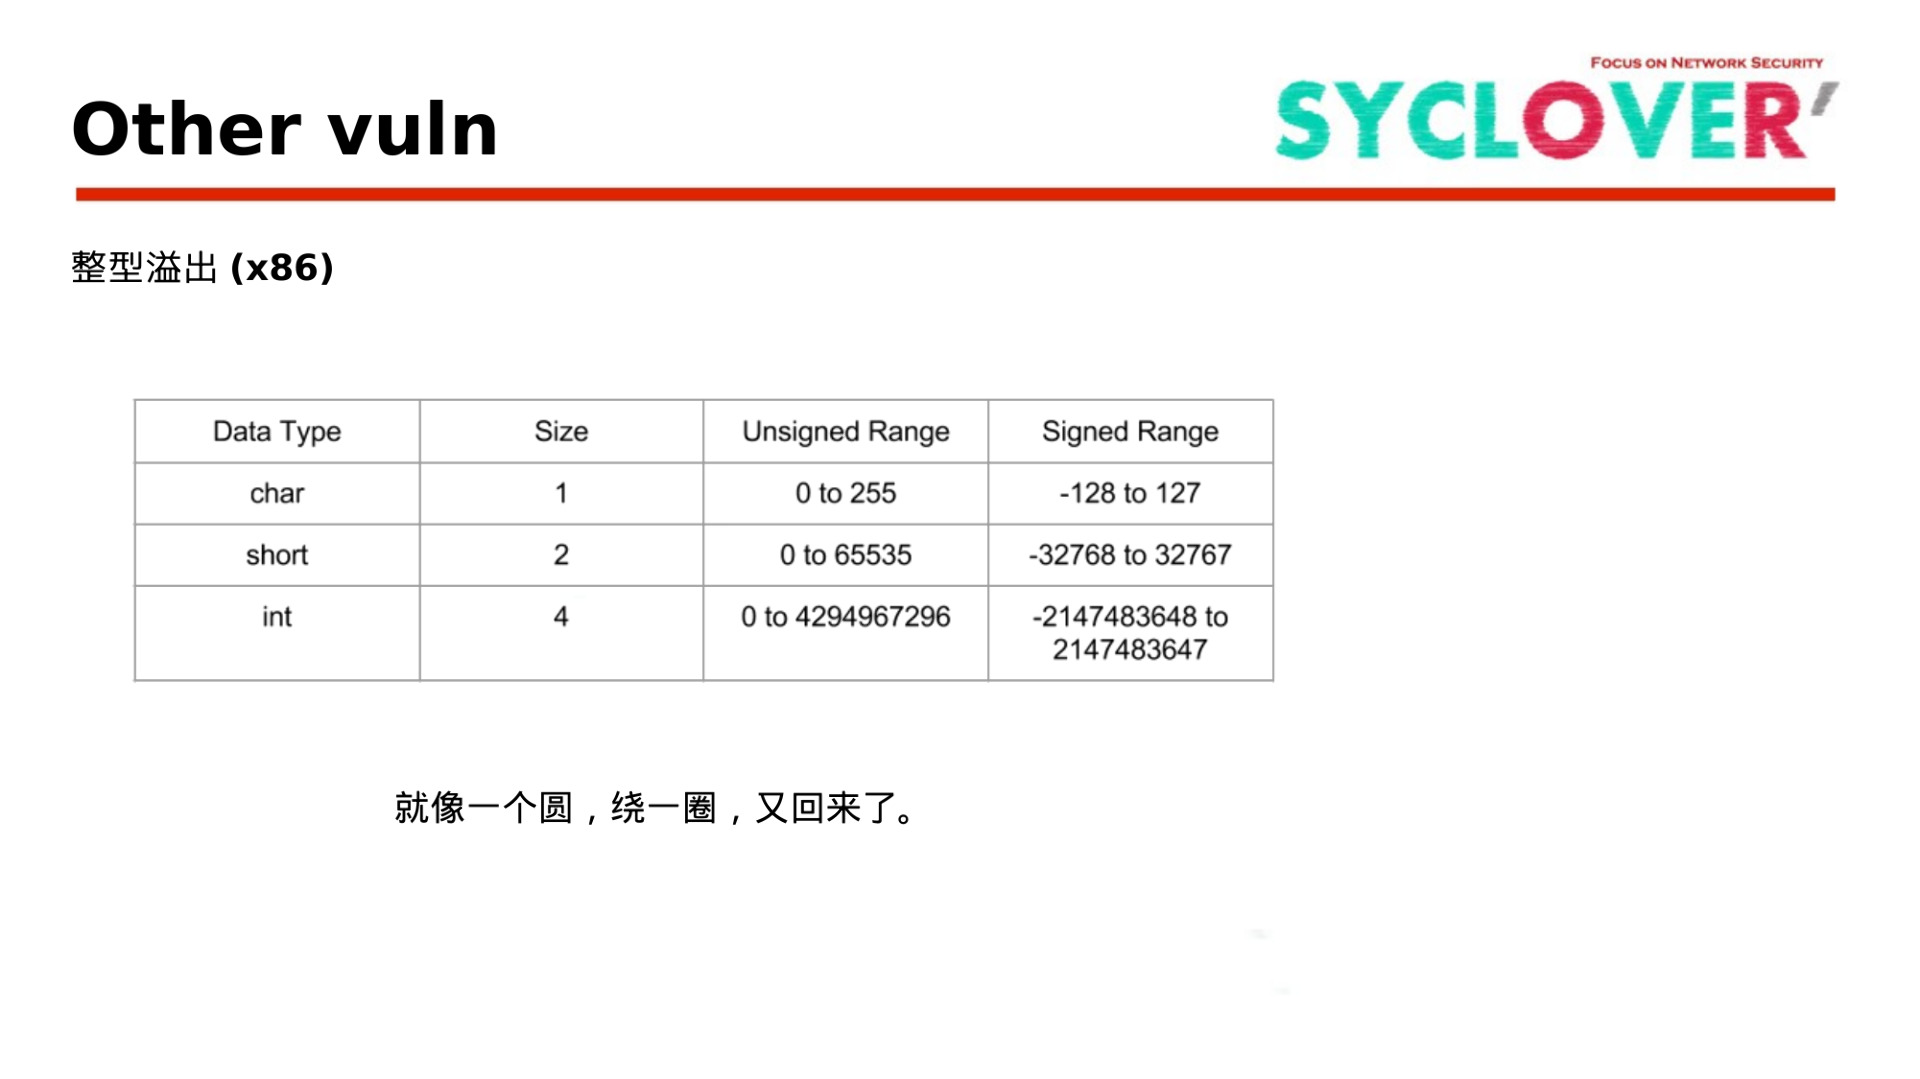 FOCUS ON NETWORK SECURITY
SYCLOVER'
Other vuln
整型溢出 (x86)
Data Type Size Unsigned Range Signed Range
char 1 0 to 255 -128 to 127
short 2 0 to 65535 -32768 to 32767
int 4 0 to 4294967296 -2147483648 to
2147483647
就像一个圆，绕一圈，又回来了。